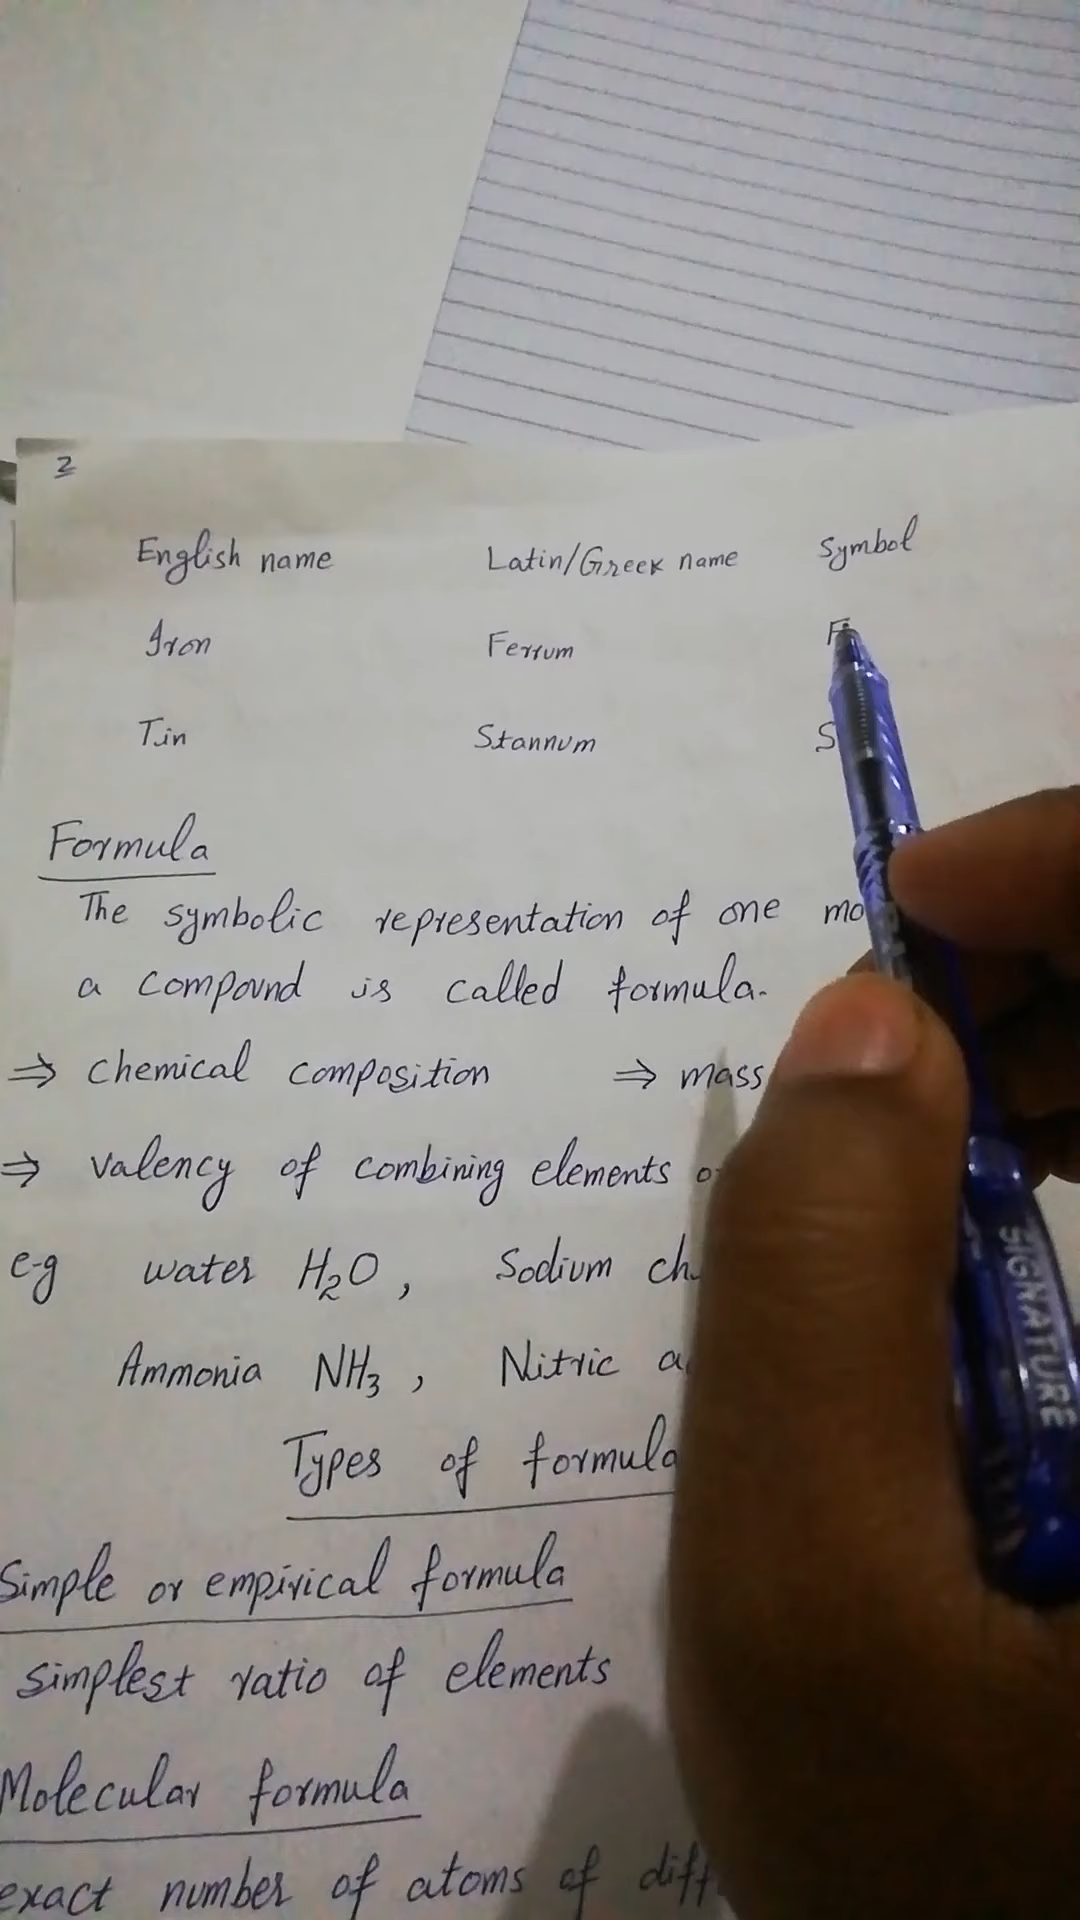 2
English name Latin/Greek name Symbol
Iron Ferrum
Tin Stannum
Formula
The symbolic representation of one
a compound is called formula.
⇒ chemical composition ⇒ mass
⇒ valency of combining elements
e-g water H₂O, Sodium
Ammonia NH₃, Nitric
Types of formula
Simple or empirical formula
simplest ratio of elements
Molecular formula
exact number of atoms of
SIGNATURE